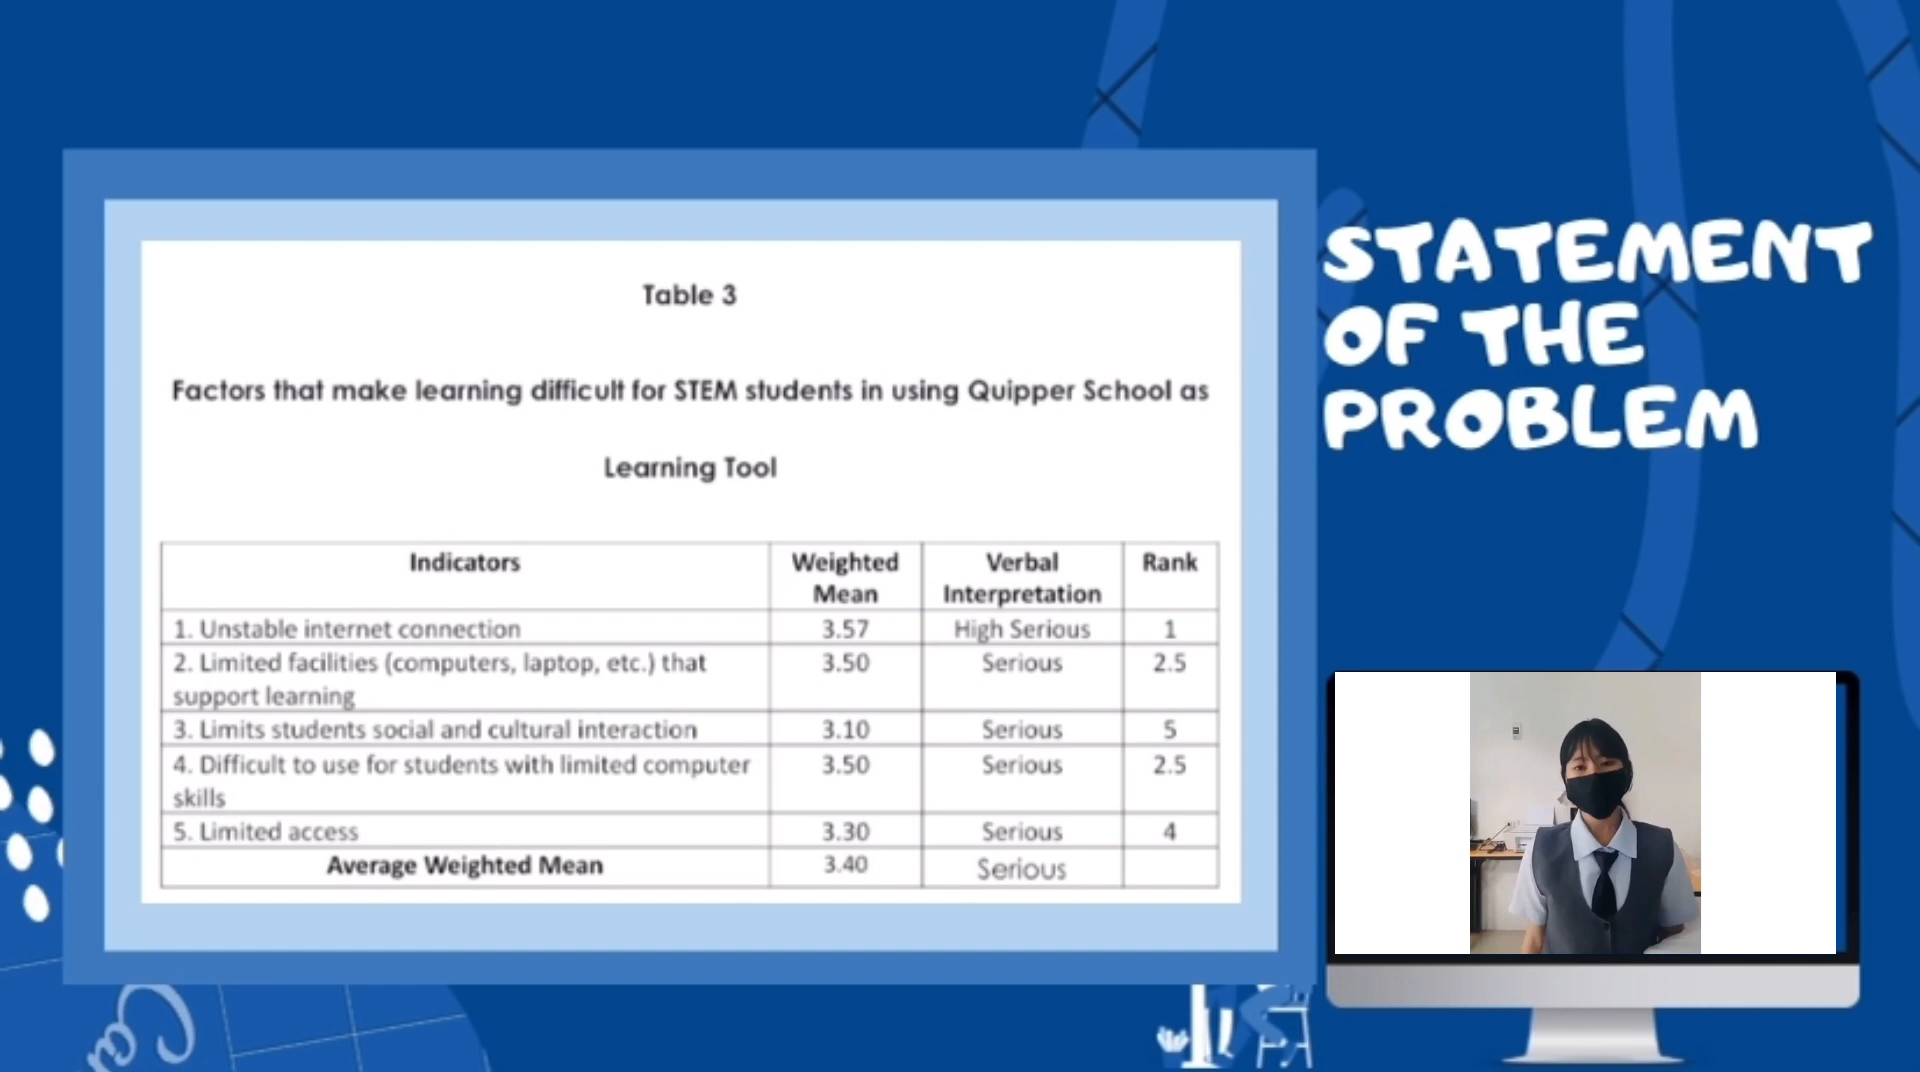 Table 3
Factors that make learning difficult for STEM students in using Quipper School as
Learning Tool
Indicators
Weighted
Mean
Verbal
Interpretation
Rank
1. Unstable internet connection
3.57
High Serious
1
2. Limited facilities (computers, laptop, etc.) that
support learning
3.50
Serious
2.5
3. Limits students social and cultural interaction
3.10
Serious
5
4. Difficult to use for students with limited computer
skills
3.50
Serious
2.5
5. Limited access
3.30
Serious
4
Average Weighted Mean
3.40
Serious
STATEMENT
OF THE
PROBLEM